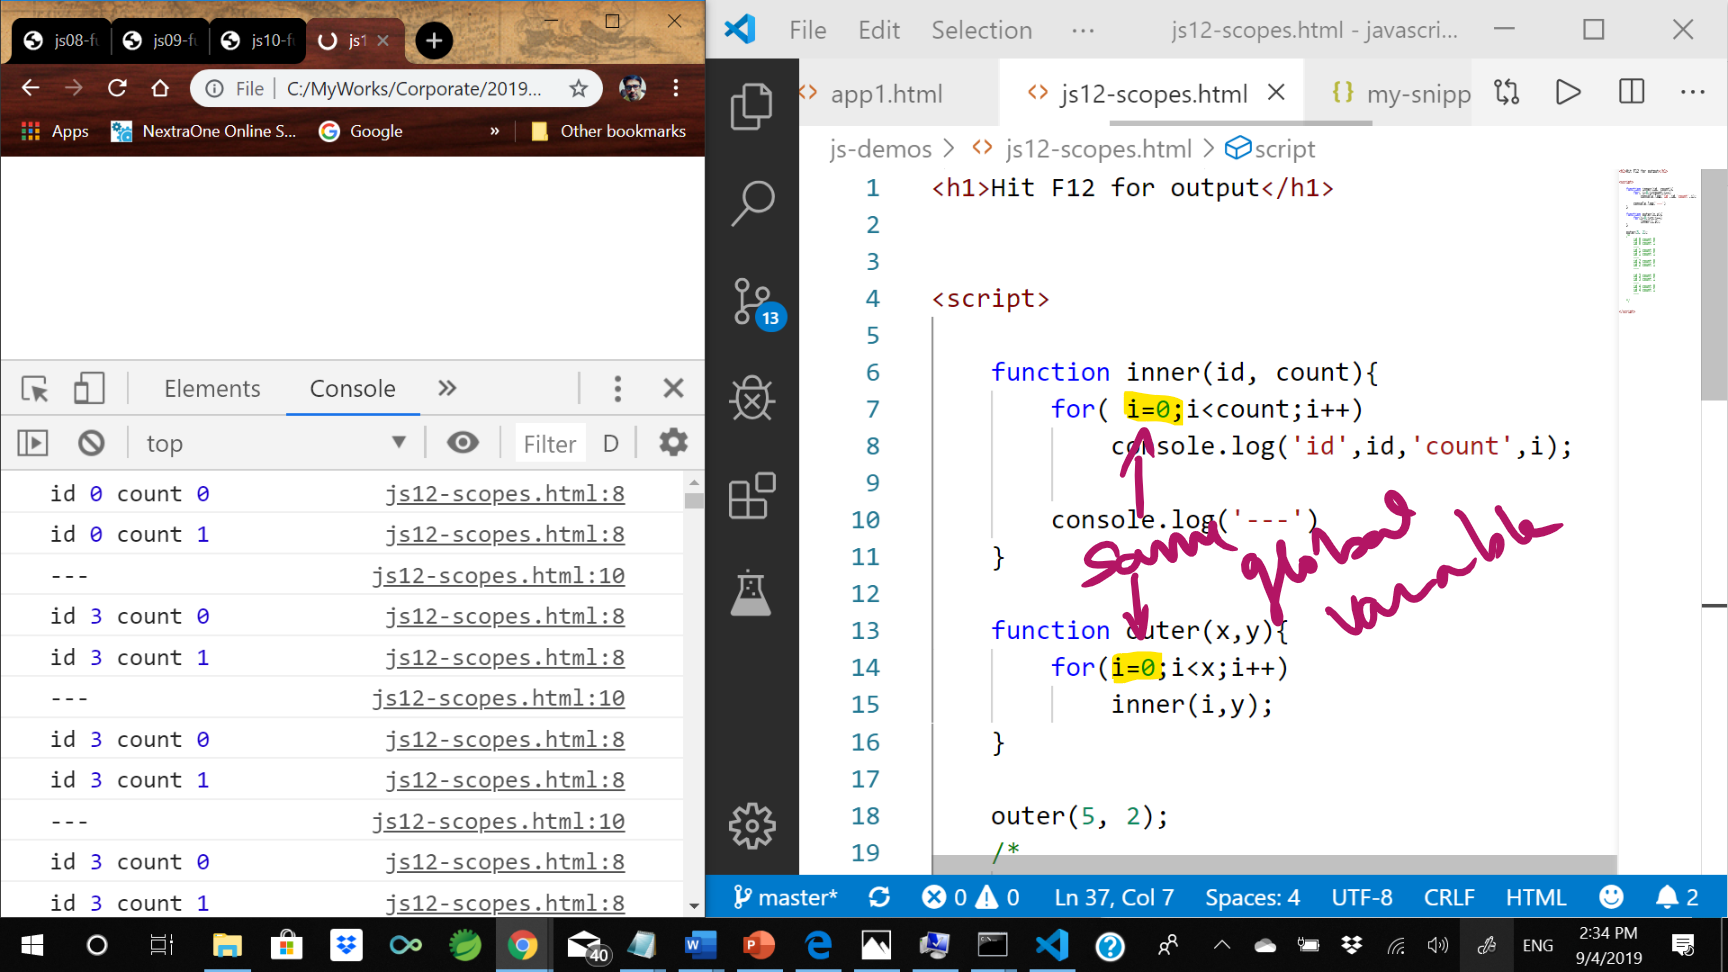 js08-fu
js09-fu
js10-f
js1
File
C:/MyWorks/Corporate/2019...
Apps
NextraOne Online S...
Google
»
Other bookmarks
Elements
Console
»
top
Filter
D
id 0 count 0 js12-scopes.html:8
id 0 count 1 js12-scopes.html:8
--- js12-scopes.html:10
id 3 count 0 js12-scopes.html:8
id 3 count 1 js12-scopes.html:8
--- js12-scopes.html:10
id 3 count 0 js12-scopes.html:8
id 3 count 1 js12-scopes.html:8
--- js12-scopes.html:10
id 3 count 0 js12-scopes.html:8
id 3 count 1 js12-scopes.html:8
File Edit Selection ... js12-scopes.html - javascri...
app1.html
js12-scopes.html
my-snipp
js-demos > js12-scopes.html > script
13
1 <h1>Hit F12 for output</h1>
2
3
4 <script>
5
6 function inner(id, count){
7 for( i=0;i<count;i++)
8 console.log('id',id,'count',i);
9
10 console.log('---')
11 }
12
13 function outer(x,y){
14 for(i=0;i<x;i++)
15 inner(i,y);
16 }
17
18 outer(5, 2);
19 /*
same global
variable
master* 0 0 Ln 37, Col 7 Spaces: 4 UTF-8 CRLF HTML 2
40
ENG
2:34 PM
9/4/2019